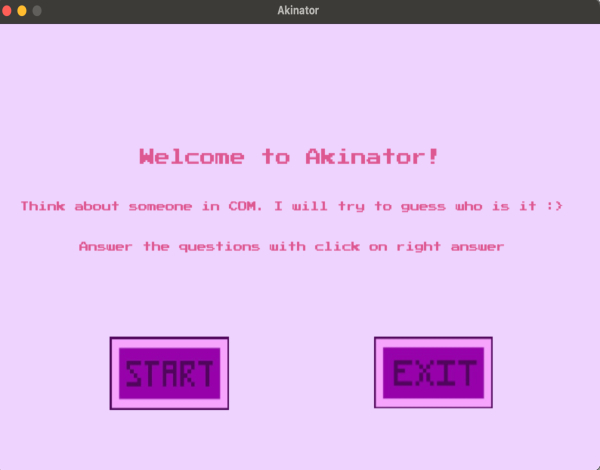 Akinator
Welcome to Akinator!
Think about someone in COM. I will try to guess who is it :)
Answer the questions with click on right answer
START
EXIT